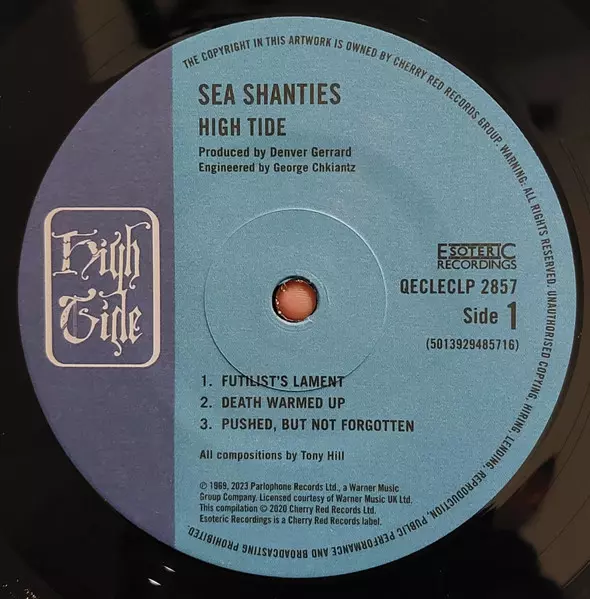 THE COPYRIGHT IN THIS ARTWORK IS OWNED BY CHERRY RED RECORDS GROUP. WARNING: ALL RIGHTS RESERVED. UNAUTHORISED COPYING, HIRING, LENDING, REPRODUCTION, PUBLIC PERFORMANCE AND BROADCASTING PROHIBITED.
SEA SHANTIES
HIGH TIDE
Produced by Denver Gerrard
Engineered by George Chkiantz
High
Tide
ESOTERIC
RECORDINGS
QECLECLP 2857
Side 1
(5013929485716)
1. FUTILIST'S LAMENT
2. DEATH WARMED UP
3. PUSHED, BUT NOT FORGOTTEN
All compositions by Tony Hill
℗ 1969, 2023 Parlophone Records Ltd., a Warner Music
Group Company. Licensed courtesy of Warner Music UK Ltd.
This compilation © 2020 Cherry Red Records Ltd.
Esoteric Recordings is a Cherry Red Records label.